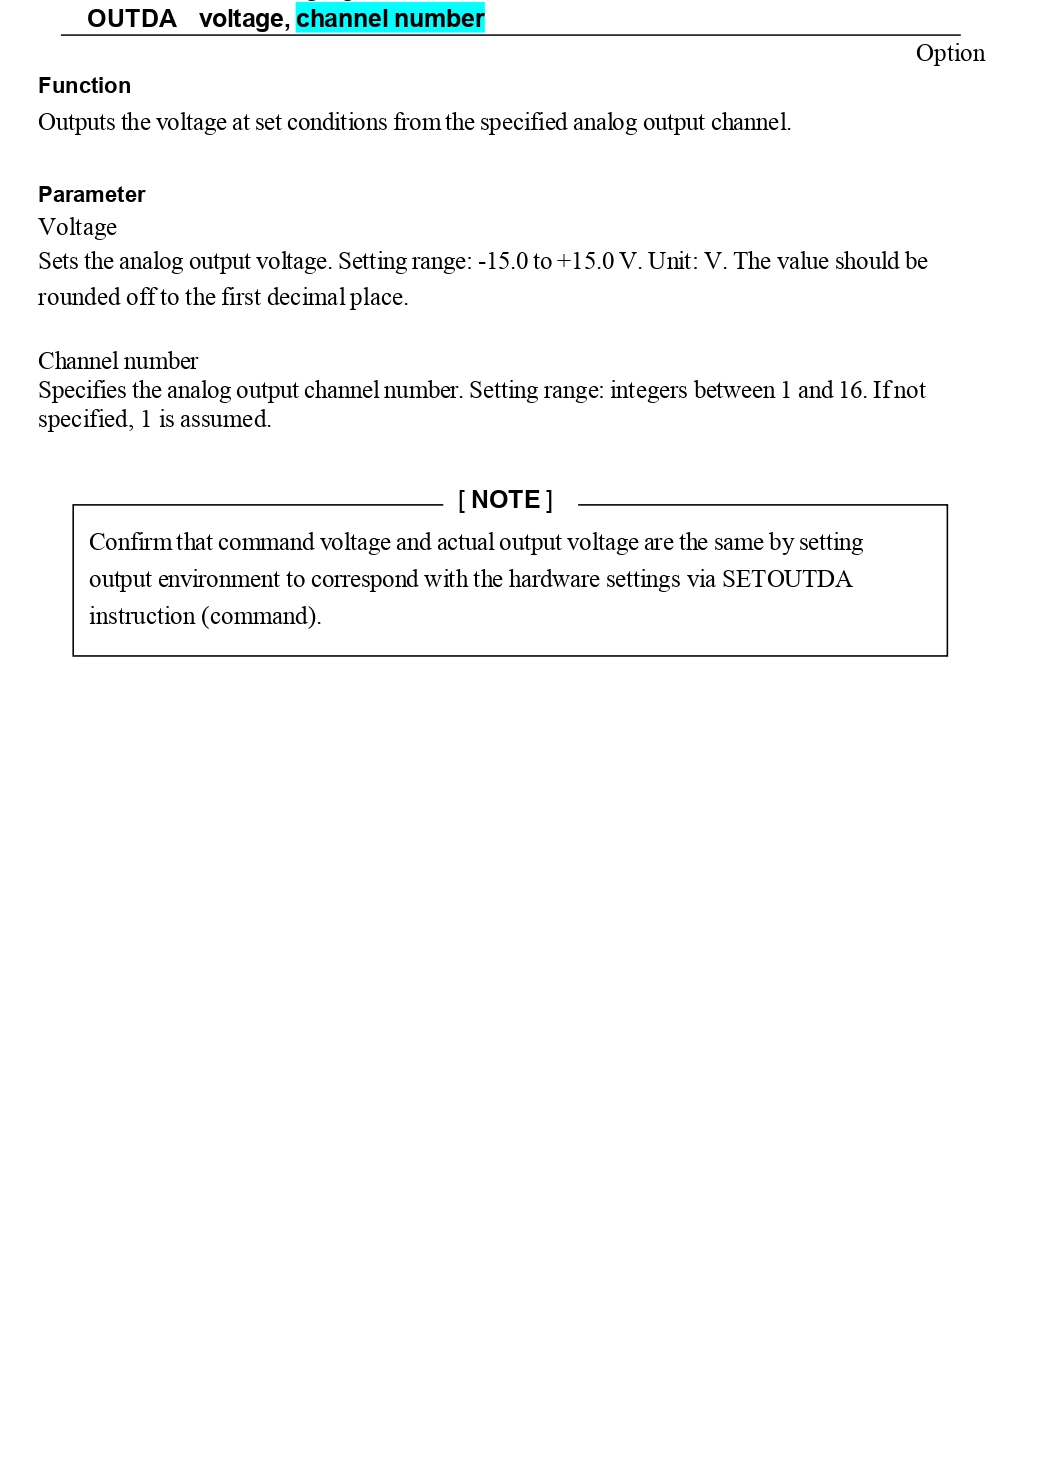 OUTDA voltage, channel number
Option
Function
Outputs the voltage at set conditions from the specified analog output channel.
Parameter
Voltage
Sets the analog output voltage. Setting range: -15.0 to +15.0 V. Unit: V. The value should be
rounded off to the first decimal place.
Channel number
Specifies the analog output channel number. Setting range: integers between 1 and 16. If not
specified, 1 is assumed.
[ NOTE ]
Confirm that command voltage and actual output voltage are the same by setting
output environment to correspond with the hardware settings via SETOUTDA
instruction (command).